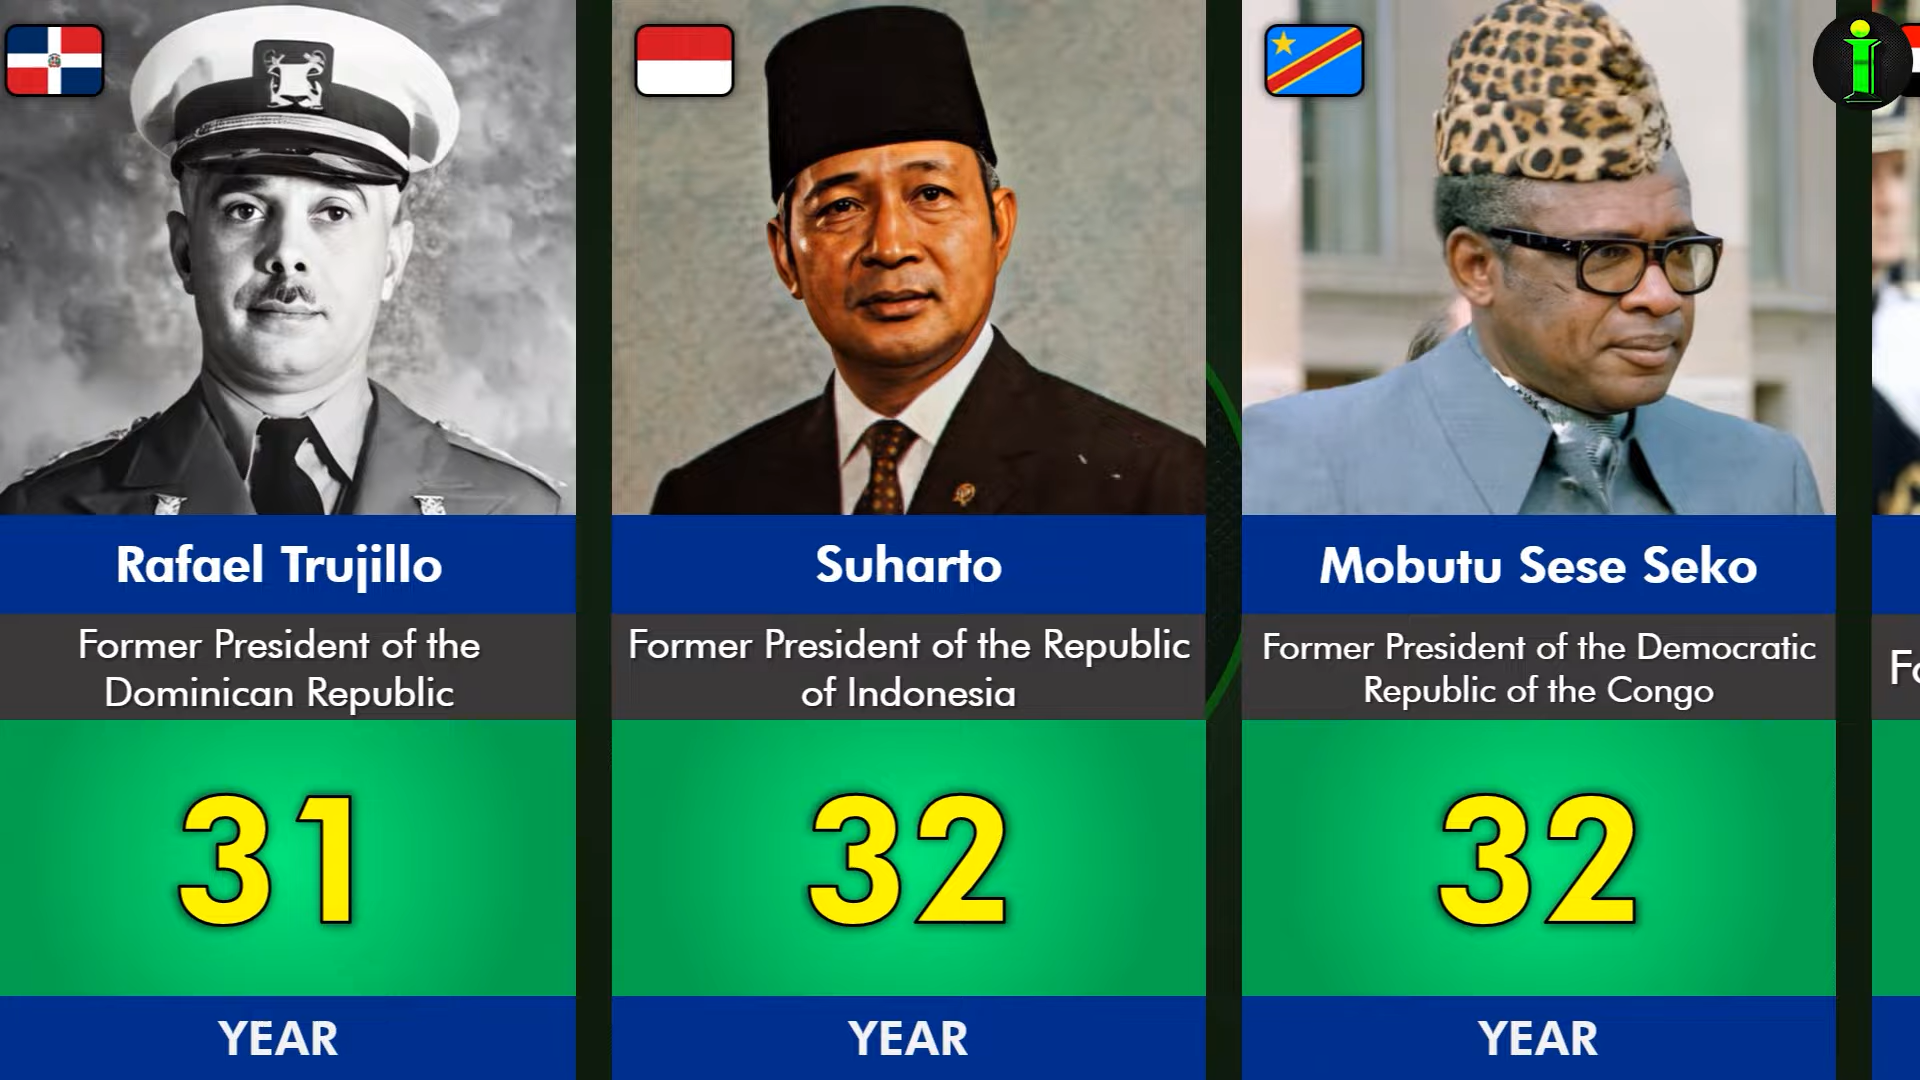 Rafael Trujillo
Former President of the
Dominican Republic
31
YEAR
Suharto
Former President of the Republic
of Indonesia
32
YEAR
Mobutu Sese Seko
Former President of the Democratic
Republic of the Congo
32
YEAR